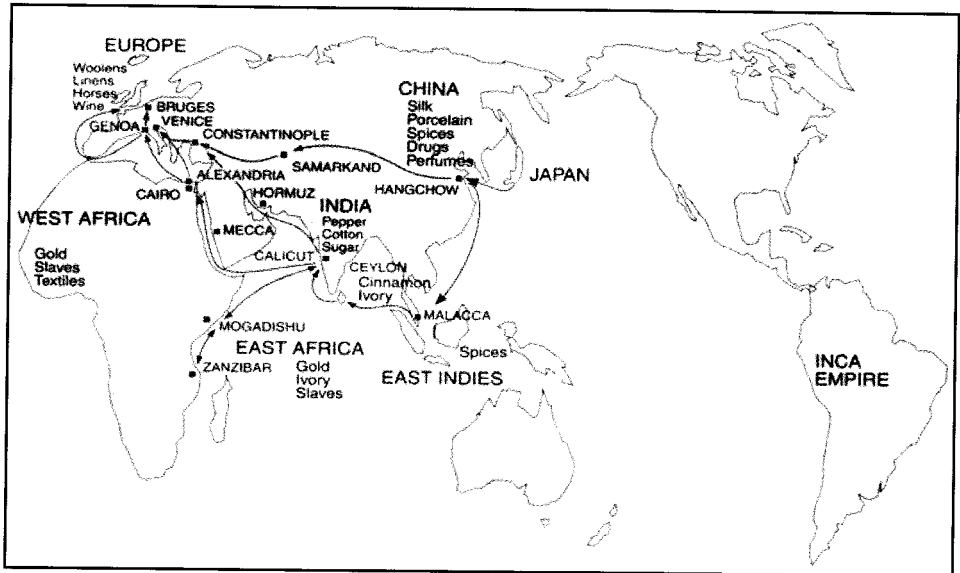 EUROPE
Woolens
Linens
Horses
Wine
BRUGES
VENICE
GENOA
CONSTANTINOPLE
SAMARKAND
CHINA
Silk
Porcelain
Spices
Drugs
Perfumes
HANGCHOW
JAPAN
ALEXANDRIA
CAIRO
HORMUZ
INDIA
Pepper
Cotton
Sugar
WEST AFRICA
Gold
Slaves
Textiles
MECCA
CALICUT
CEYLON
Cinnamon
Ivory
MALACCA
MOGADISHU
EAST AFRICA
Gold
Ivory
Slaves
ZANZIBAR
Spices
EAST INDIES
INCA
EMPIRE